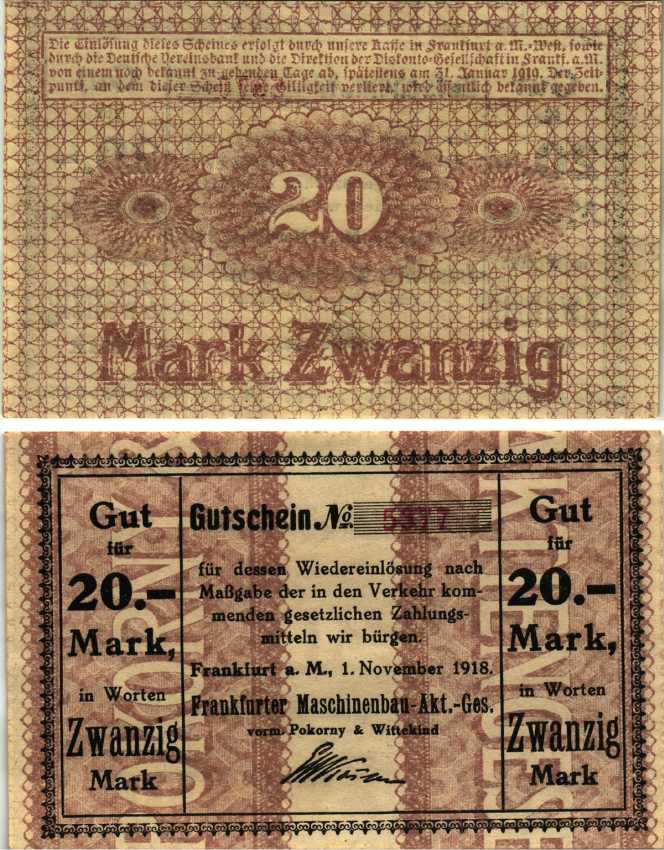 Die Einlösung dieses Scheines erfolgt durch unsere Kasse in Frankfurt a. M.-West, sowie
durch die Deutsche Vereinsbank und die Direktion der Diskonto-Gesellschaft in Frankf. a.M.
von einem noch bekannt zu gebenden Tage ab, spätestens am 31. Januar 1919. Der Zeit-
punkt, an dem dieser Schein seine Gültigkeit verliert, wird öffentlich bekannt gegeben.
20
Mark Zwanzig
Gut
für
20.–
Mark,
in Worten
Zwanzig
Mark
Gutschein No. 5377
für dessen Wiedereinlösung nach
Maßgabe der in den Verkehr kom-
menden gesetzlichen Zahlungs-
mitteln wir bürgen.
Frankfurt a. M., 1. November 1918.
Frankfurter Maschinenbau-Akt.-Ges.
vorm. Pokorny & Wittekind
Gut
für
20.–
Mark,
in Worten
Zwanzig
Mark